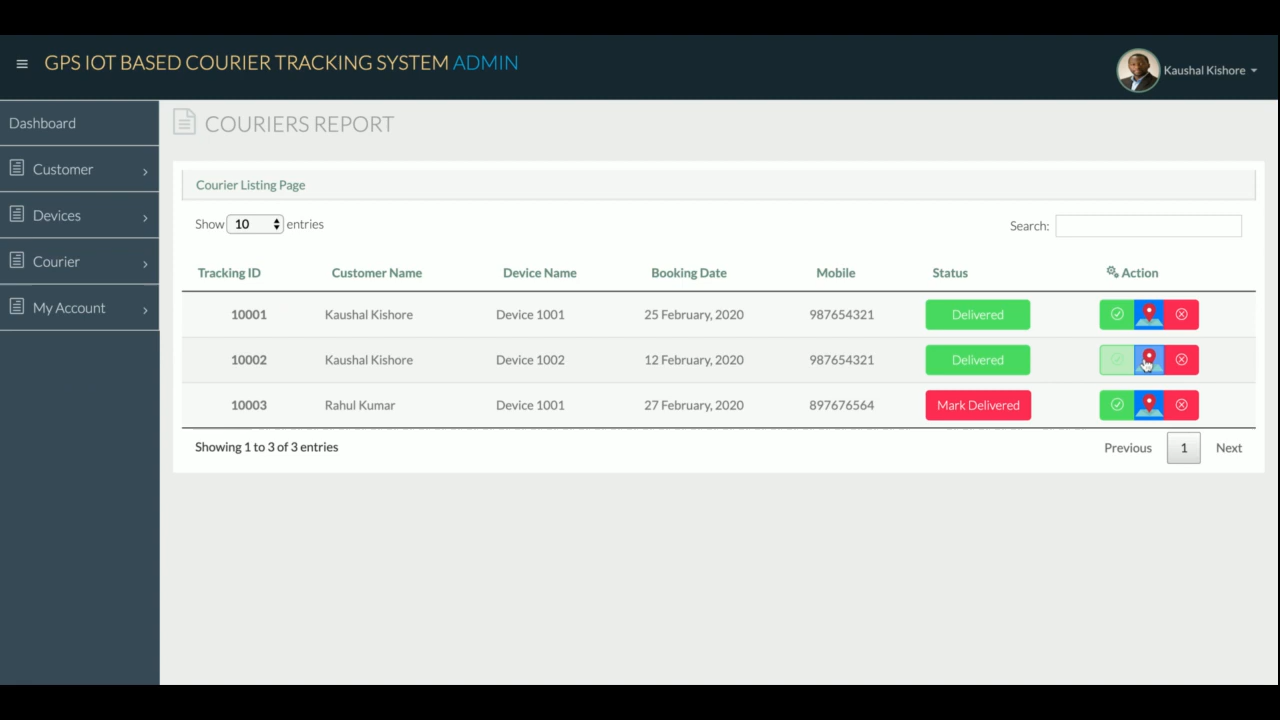 GPS IOT BASED COURIER TRACKING SYSTEM ADMIN
Kaushal Kishore
Dashboard
Customer
Devices
Courier
My Account
COURIERS REPORT
Courier Listing Page
Show 10 entries
Search:
Tracking ID Customer Name Device Name Booking Date Mobile Status Action
10001 Kaushal Kishore Device 1001 25 February, 2020 987654321 Delivered
10002 Kaushal Kishore Device 1002 12 February, 2020 987654321 Delivered
10003 Rahul Kumar Device 1001 27 February, 2020 897676564 Mark Delivered
Showing 1 to 3 of 3 entries
Previous 1 Next